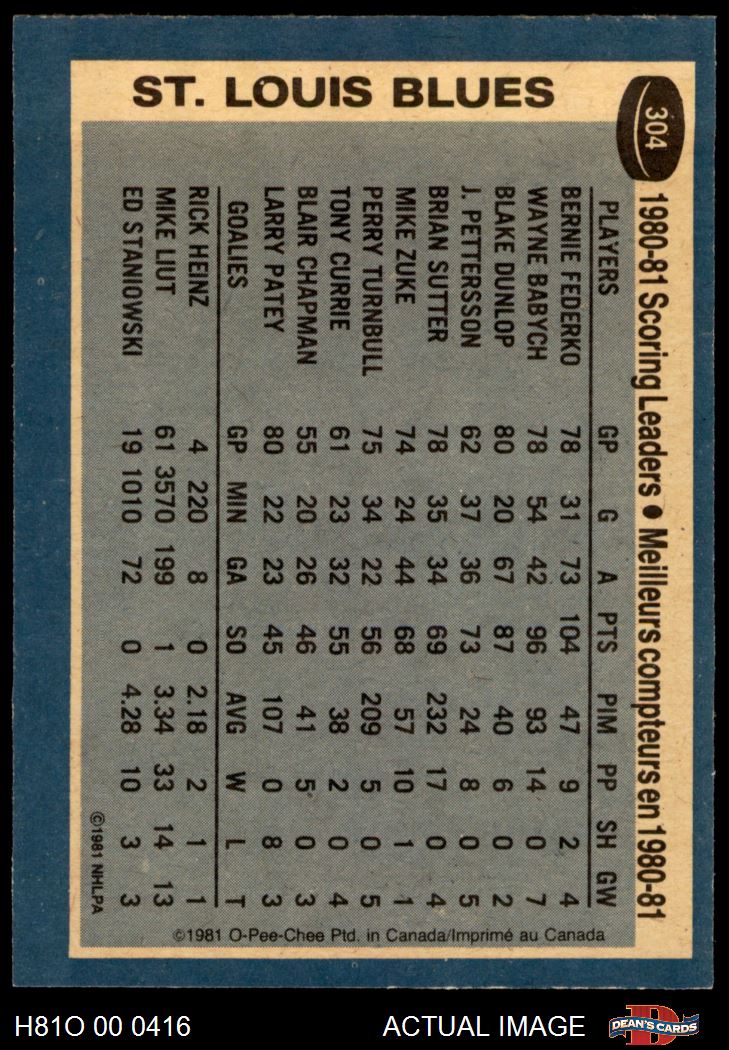 ST. LOUIS BLUES
304
1980-81 Scoring Leaders • Meilleurs compteurs en 1980-81
PLAYERS GP G A PTS PIM PP SH GW
BERNIE FEDERKO 78 31 73 104 47 9 2 4
WAYNE BABYCH 78 54 42 96 93 14 0 7
BLAKE DUNLOP 80 20 67 87 40 6 0 2
J. PETTERSSON 62 37 36 73 24 8 0 5
BRIAN SUTTER 78 35 34 69 232 17 0 4
MIKE ZUKE 74 24 44 68 57 10 1 1
PERRY TURNBULL 75 34 22 56 209 5 0 5
TONY CURRIE 61 23 32 55 38 2 0 4
BLAIR CHAPMAN 55 20 26 46 41 5 0 3
LARRY PATEY 80 22 23 45 107 0 8 3
GOALIES GP MIN GA SO AVG W L T
RICK HEINZ 4 220 8 0 2.18 2 1 1
MIKE LIUT 61 3570 199 1 3.34 33 14 13
ED STANIOWSKI 19 1010 72 0 4.28 10 3 3
©1981 NHLPA
©1981 O-Pee-Chee Ptd. in Canada/Imprimé au Canada
H81O 00 0416
ACTUAL IMAGE
DEAN'S CARDS